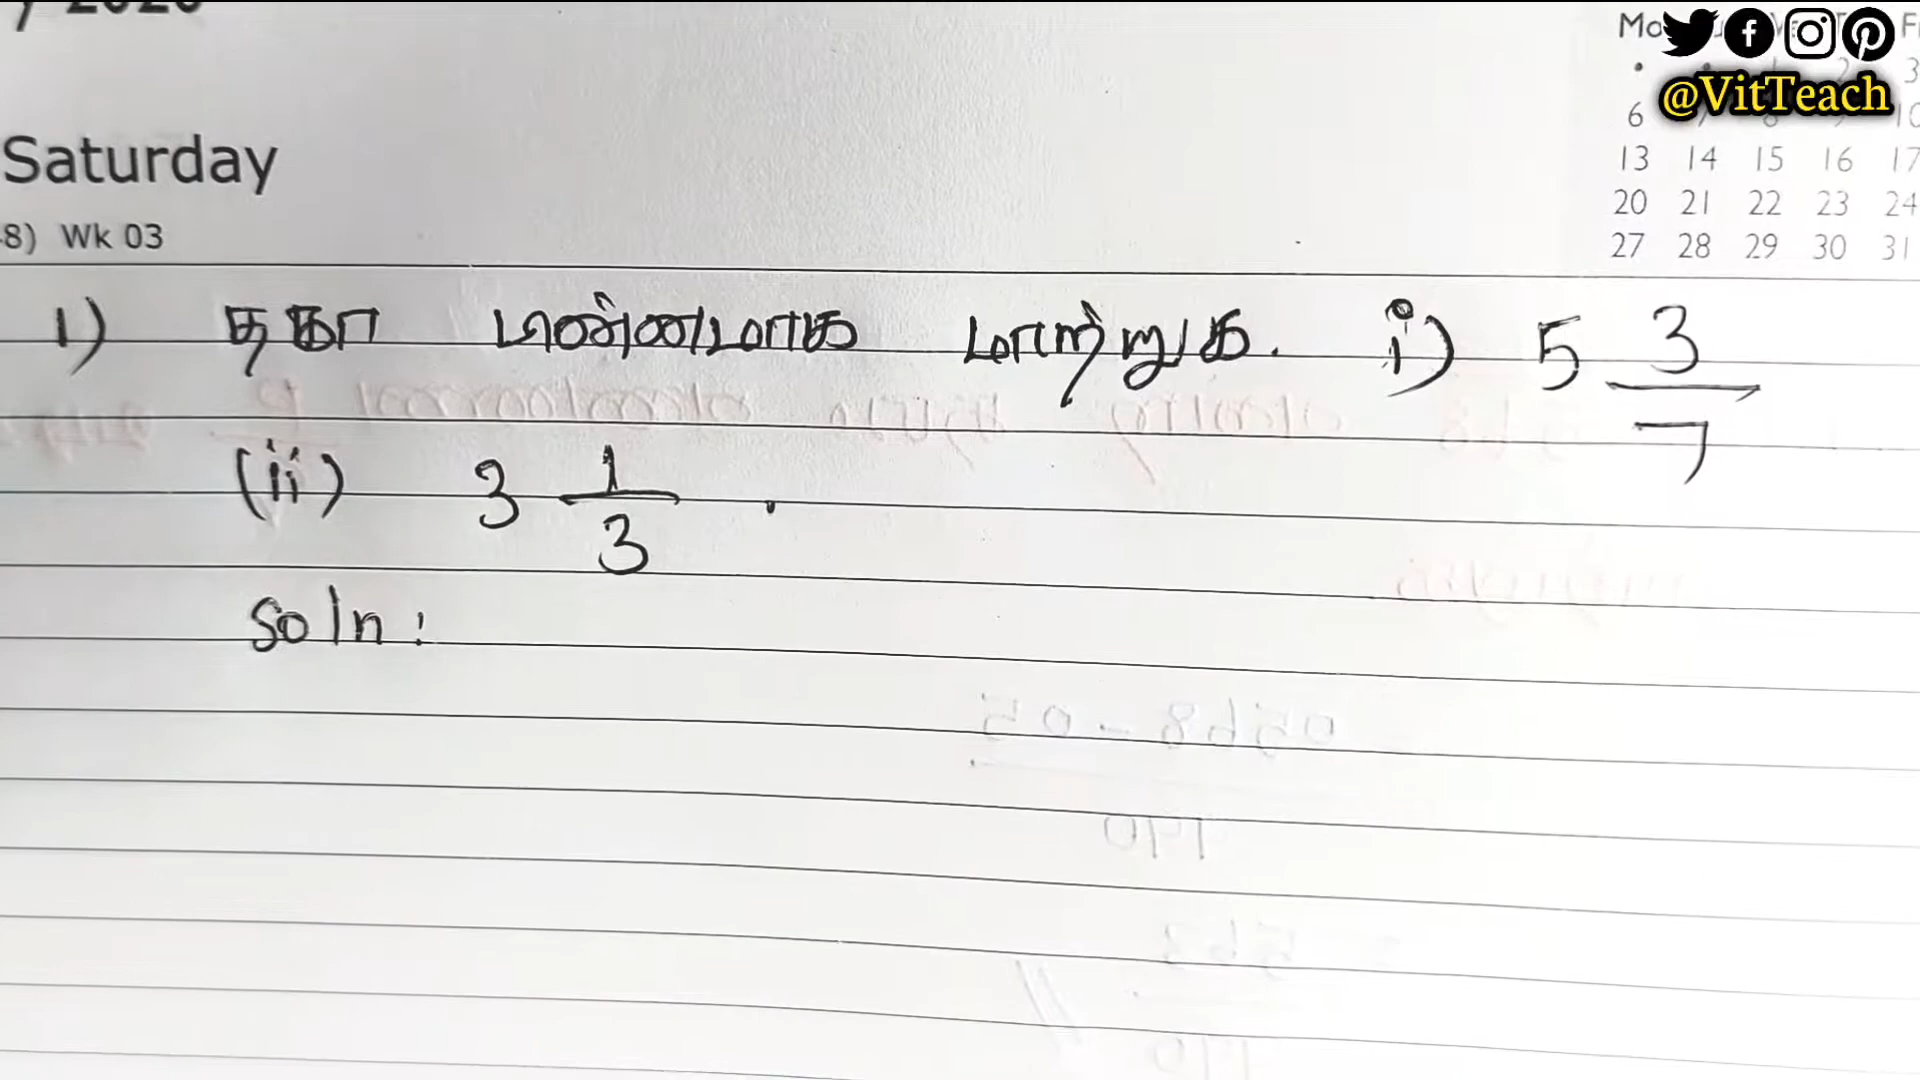 @VitTeach
Saturday
8) Wk 03
13 14 15 16 17
20 21 22 23 24
27 28 29 30 31
1) தகா பின்னமாக மாற்றுக. i) 5 3/7
(ii) 3 1/3 .
Soln: